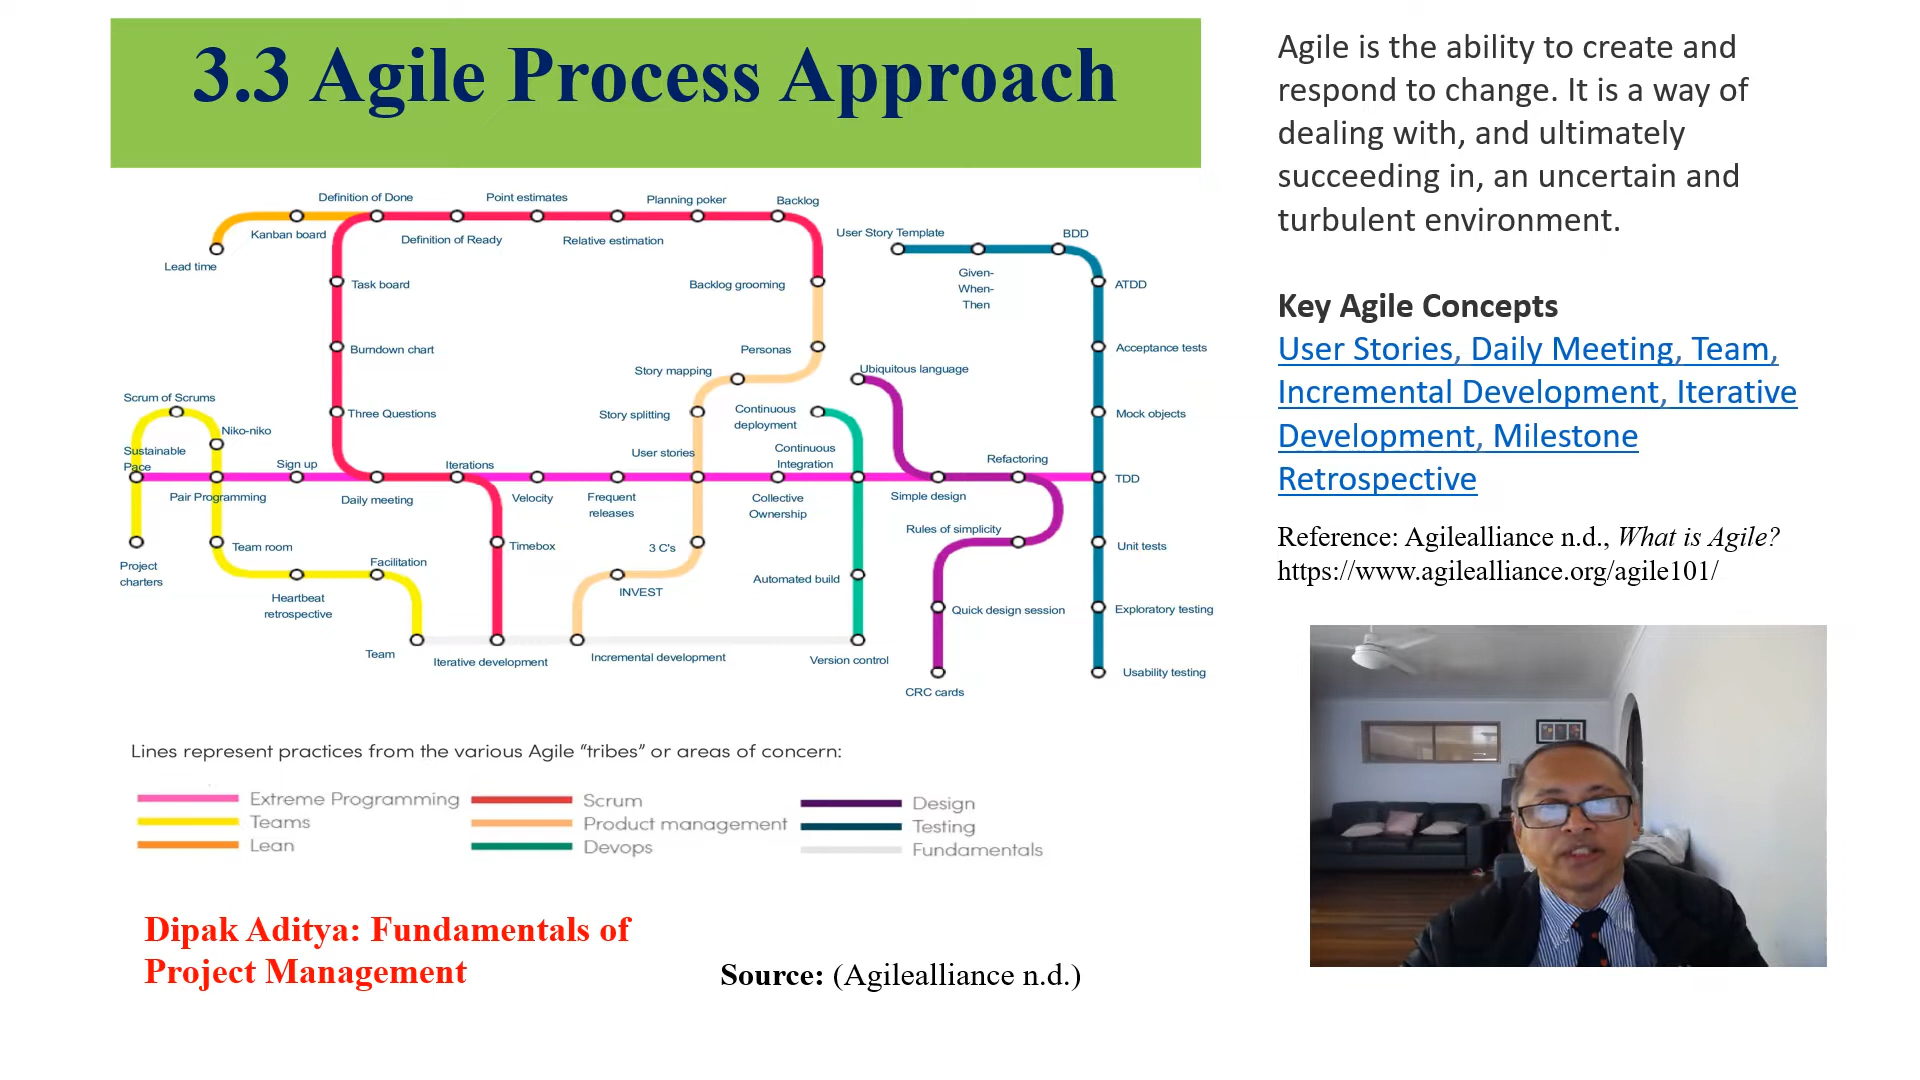 3.3 Agile Process Approach
Agile is the ability to create and
respond to change. It is a way of
dealing with, and ultimately
succeeding in, an uncertain and
turbulent environment.
Key Agile Concepts
User Stories, Daily Meeting, Team,
Incremental Development, Iterative
Development, Milestone
Retrospective
Reference: Agilealliance n.d., What is Agile?
https://www.agilealliance.org/agile101/
Definition of Done
Point estimates
Planning poker
Backlog
Kanban board
Definition of Ready
Relative estimation
User Story Template
BDD
Lead time
Given-
When-
Then
Task board
Backlog grooming
ATDD
Burndown chart
Personas
Acceptance tests
Story mapping
Ubiquitous language
Scrum of Scrums
Three Questions
Story splitting
Continuous
deployment
Mock objects
Niko-niko
Sustainable
Pace
Sign up
Iterations
User stories
Continuous
Integration
Refactoring
TDD
Pair Programming
Daily meeting
Velocity
Frequent
releases
Collective
Ownership
Simple design
Rules of simplicity
Team room
Timebox
3 C's
Unit tests
Project
charters
Facilitation
Automated build
Heartbeat
retrospective
INVEST
Quick design session
Exploratory testing
Team
Iterative development
Incremental development
Version control
Usability testing
CRC cards
Lines represent practices from the various Agile “tribes” or areas of concern:
Extreme Programming
Teams
Lean
Scrum
Product management
Devops
Design
Testing
Fundamentals
Dipak Aditya: Fundamentals of
Project Management
Source: (Agilealliance n.d.)